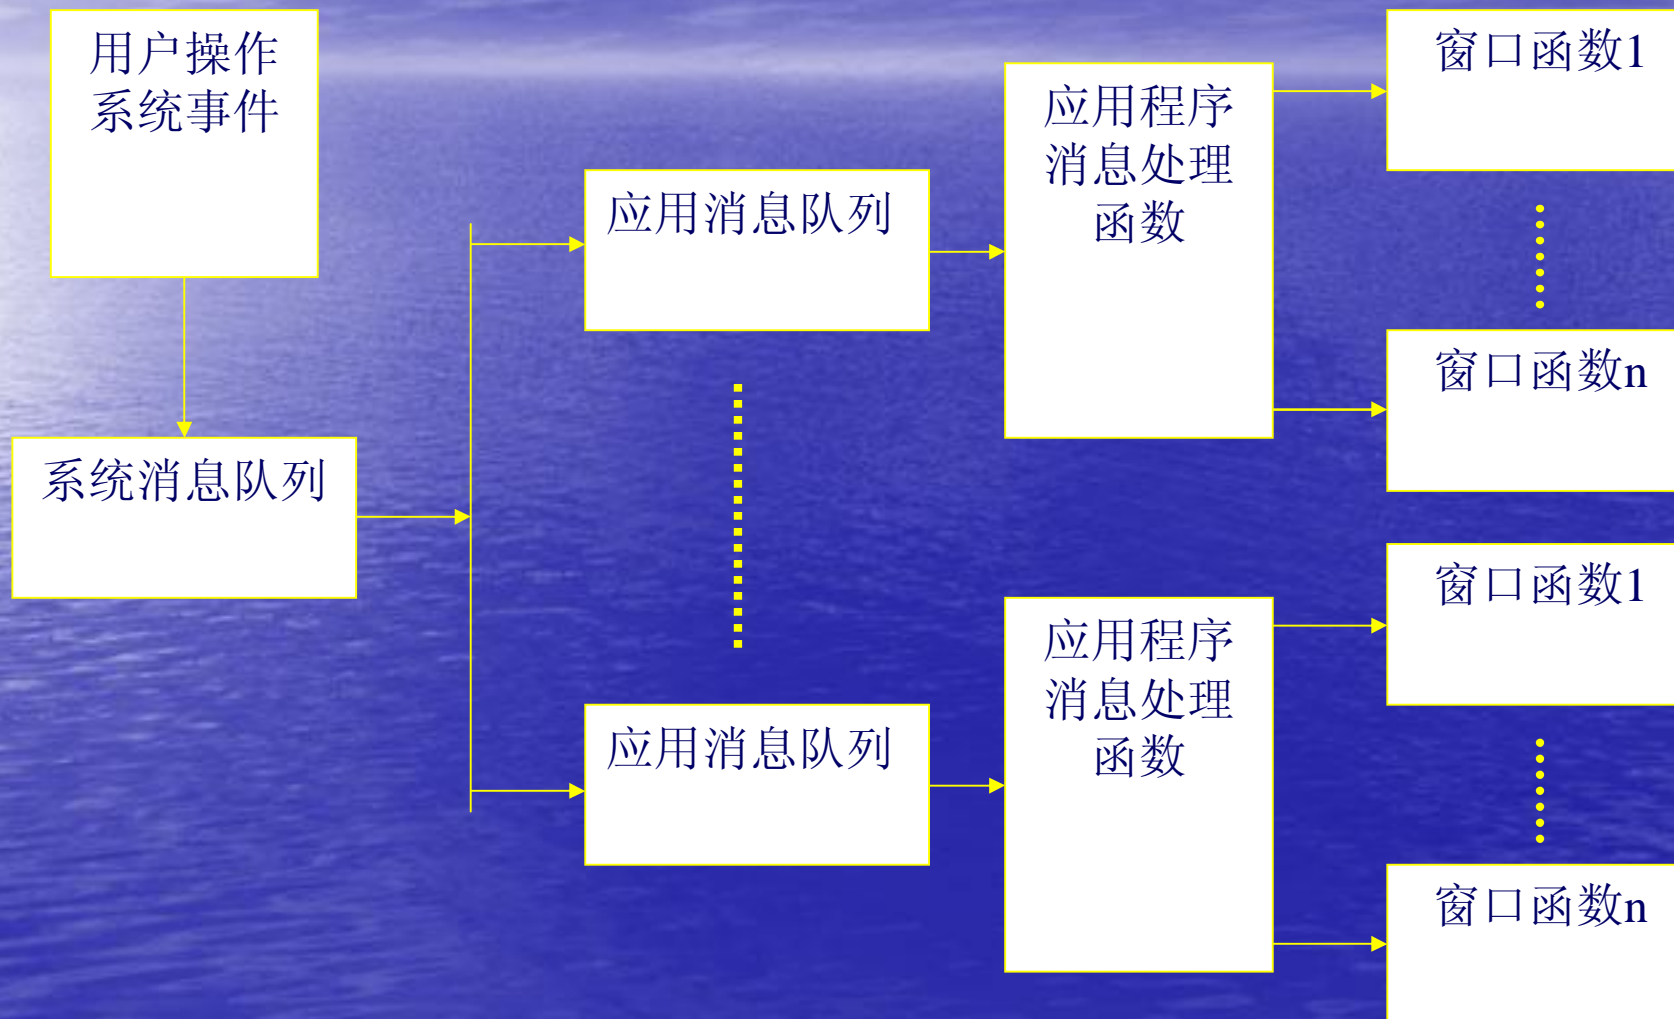 用户操作
系统事件
系统消息队列
应用消息队列
应用程序
消息处理
函数
窗口函数1
窗口函数n
应用消息队列
应用程序
消息处理
函数
窗口函数1
窗口函数n